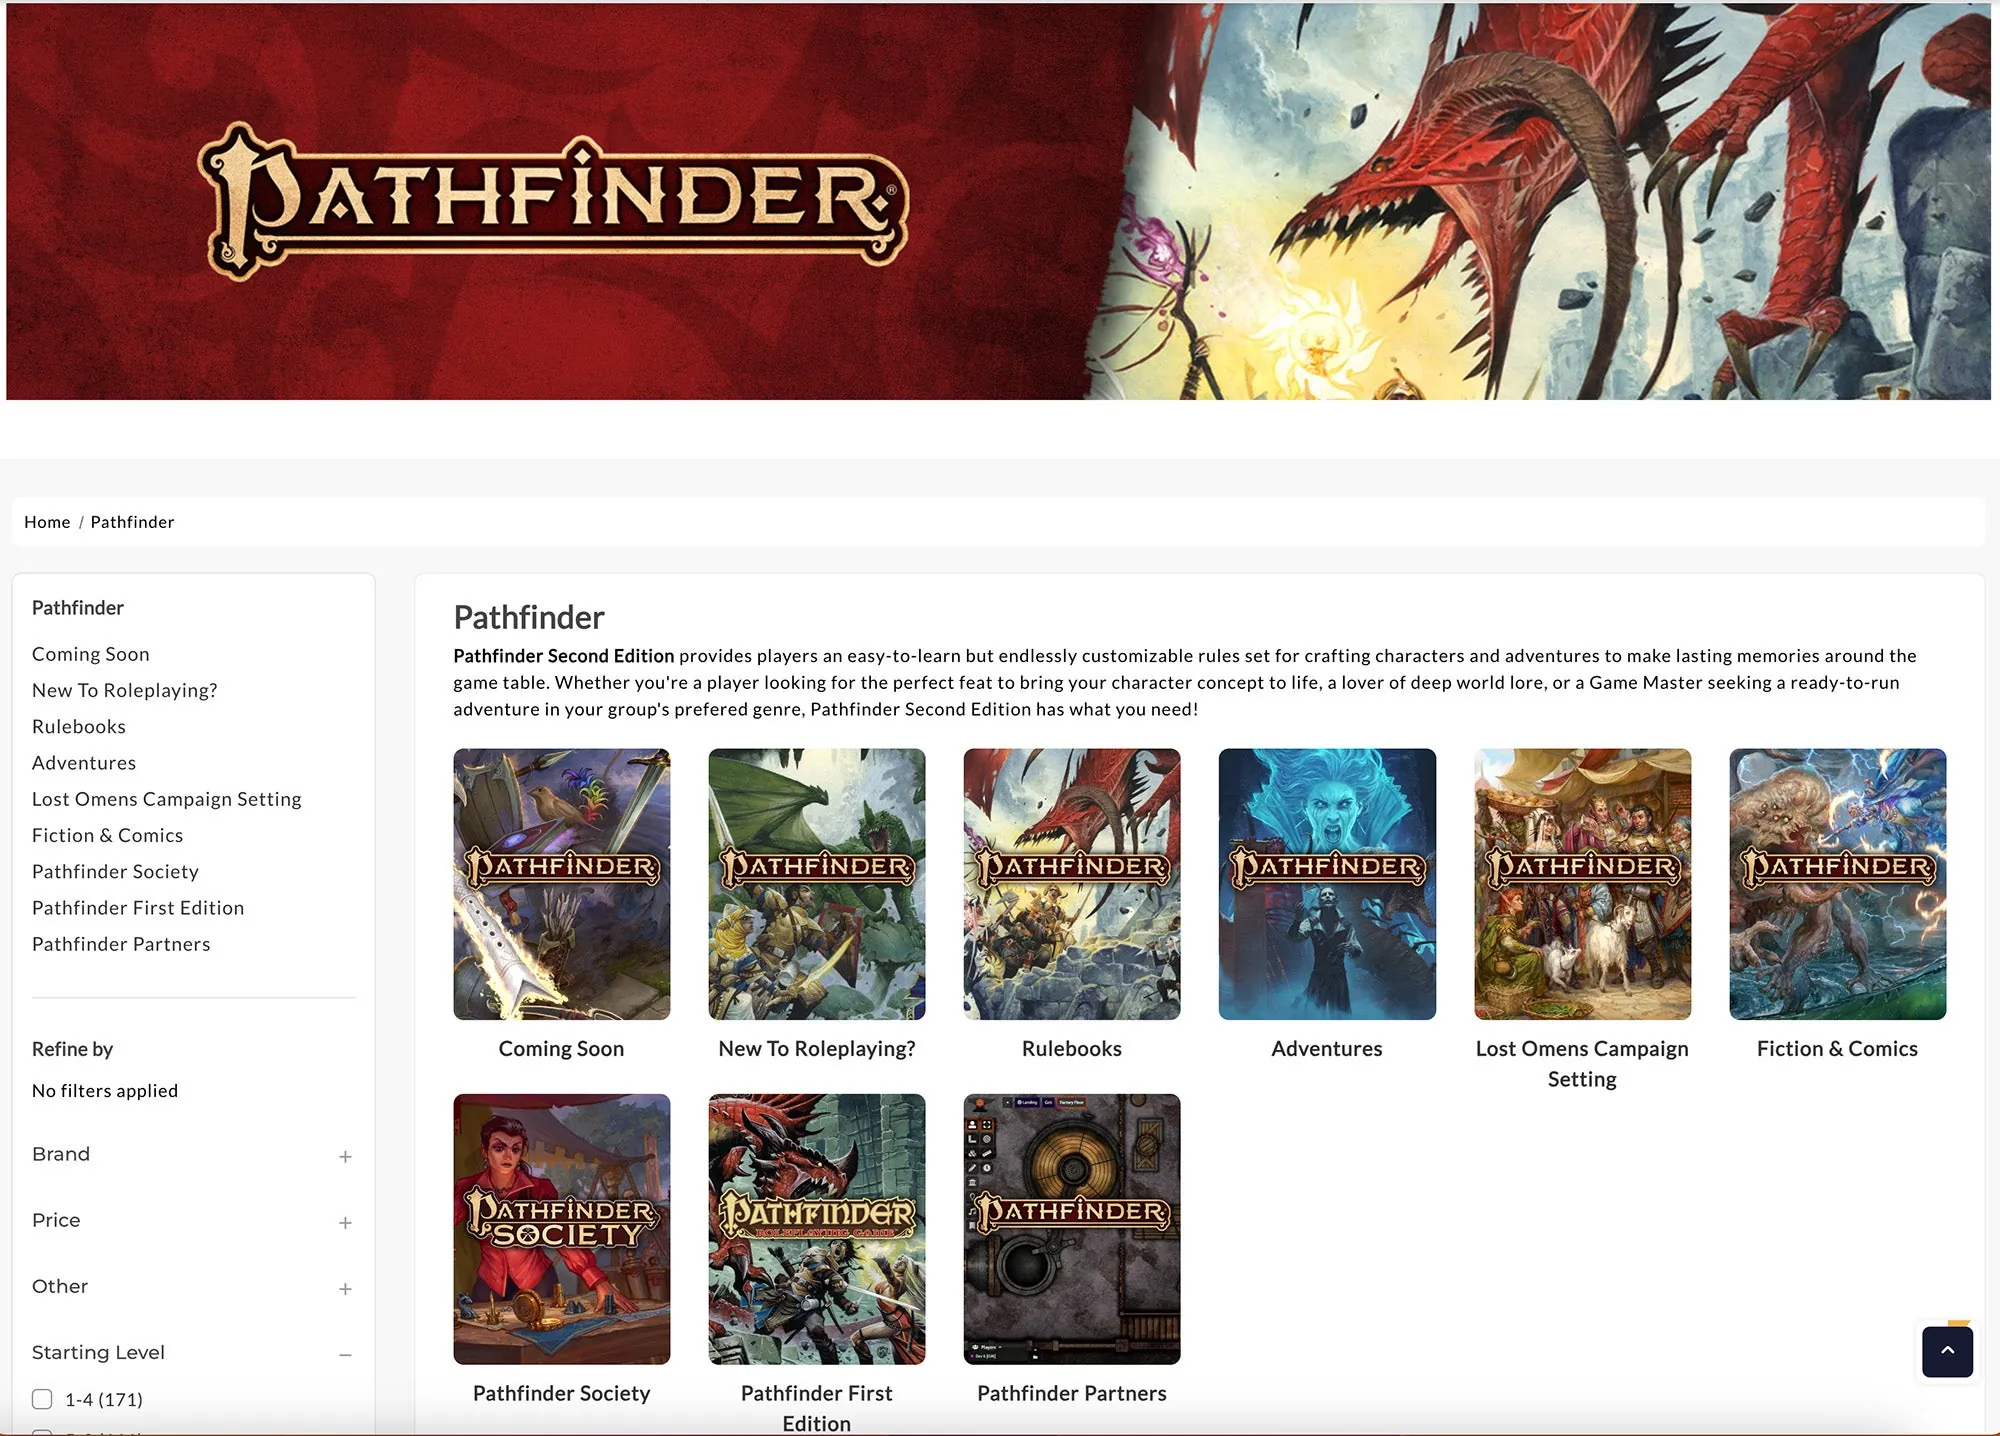 PATHFINDER®
Home / Pathfinder
Pathfinder
Coming Soon
New To Roleplaying?
Rulebooks
Adventures
Lost Omens Campaign Setting
Fiction & Comics
Pathfinder Society
Pathfinder First Edition
Pathfinder Partners
Refine by
No filters applied
Brand +
Price +
Other +
Starting Level −
1-4 (171)
Pathfinder
Pathfinder Second Edition provides players an easy-to-learn but endlessly customizable rules set for crafting characters and adventures to make lasting memories around the
game table. Whether you're a player looking for the perfect feat to bring your character concept to life, a lover of deep world lore, or a Game Master seeking a ready-to-run
adventure in your group's prefered genre, Pathfinder Second Edition has what you need!
PATHFINDER
PATHFINDER
PATHFINDER
PATHFINDER
PATHFINDER
PATHFINDER
Coming Soon
New To Roleplaying?
Rulebooks
Adventures
Lost Omens Campaign
Setting
Fiction & Comics
PATHFINDER
SOCIETY
PATHFINDER
ROLEPLAYING GAME
Landing
Factory Floor
PATHFINDER
Players
Pathfinder Society
Pathfinder First
Edition
Pathfinder Partners